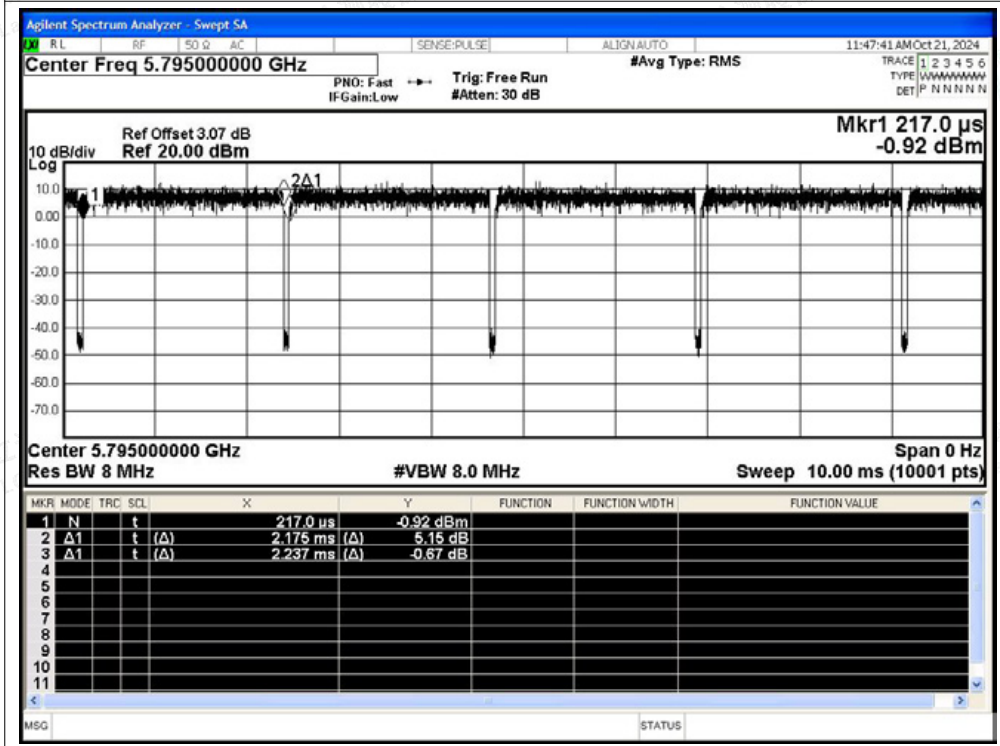 Agilent Spectrum Analyzer - Swept SA
RL RF 50 Ω AC SENSE:PULSE ALIGN AUTO 11:47:41 AM Oct 21, 2024
Center Freq 5.795000000 GHz #Avg Type: RMS TRACE 1 2 3 4 5 6
PNO: Fast Trig: Free Run TYPE WWWWWW
IFGain:Low #Atten: 30 dB DET P N N N N N
Mkr1 217.0 µs
Ref Offset 3.07 dB
10 dB/div Ref 20.00 dBm -0.92 dBm
Log
10.0
1 2Δ1
0.00
-10.0
-20.0
-30.0
-40.0
-50.0
-60.0
-70.0
Center 5.795000000 GHz Span 0 Hz
Res BW 8 MHz #VBW 8.0 MHz Sweep 10.00 ms (10001 pts)
MKR MODE TRC SCL X Y FUNCTION FUNCTION WIDTH FUNCTION VALUE
1 N t 217.0 µs -0.92 dBm
2 Δ1 t (Δ) 2.175 ms (Δ) 5.15 dB
3 Δ1 t (Δ) 2.237 ms (Δ) -0.67 dB
4
5
6
7
8
9
10
11
MSG STATUS